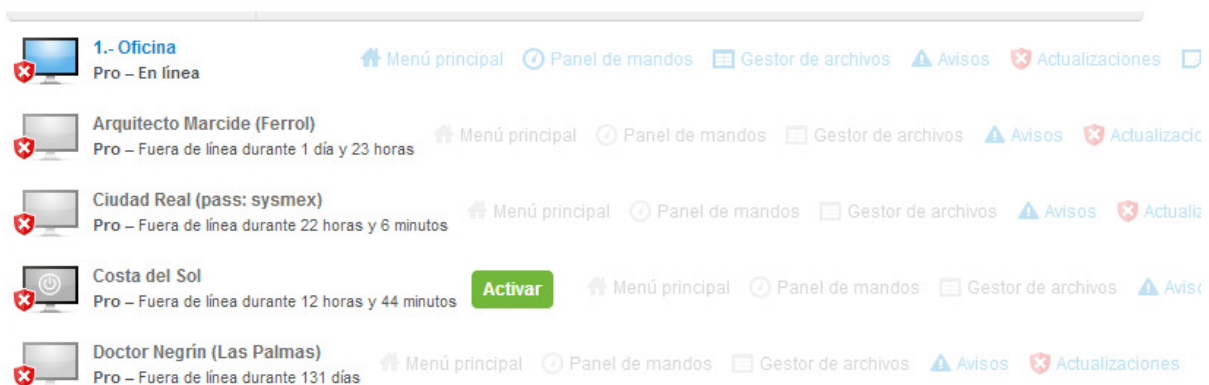 1.- Oficina
Pro – En línea
Menú principal Panel de mandos Gestor de archivos Avisos Actualizaciones
Arquitecto Marcide (Ferrol)
Pro – Fuera de línea durante 1 día y 23 horas
Menú principal Panel de mandos Gestor de archivos Avisos Actualizacio
Ciudad Real (pass: sysmex)
Pro – Fuera de línea durante 22 horas y 6 minutos
Menú principal Panel de mandos Gestor de archivos Avisos Actualiz
Costa del Sol
Pro – Fuera de línea durante 12 horas y 44 minutos
Activar
Menú principal Panel de mandos Gestor de archivos Aviso
Doctor Negrín (Las Palmas)
Pro – Fuera de línea durante 131 días
Menú principal Panel de mandos Gestor de archivos Avisos Actualizaciones